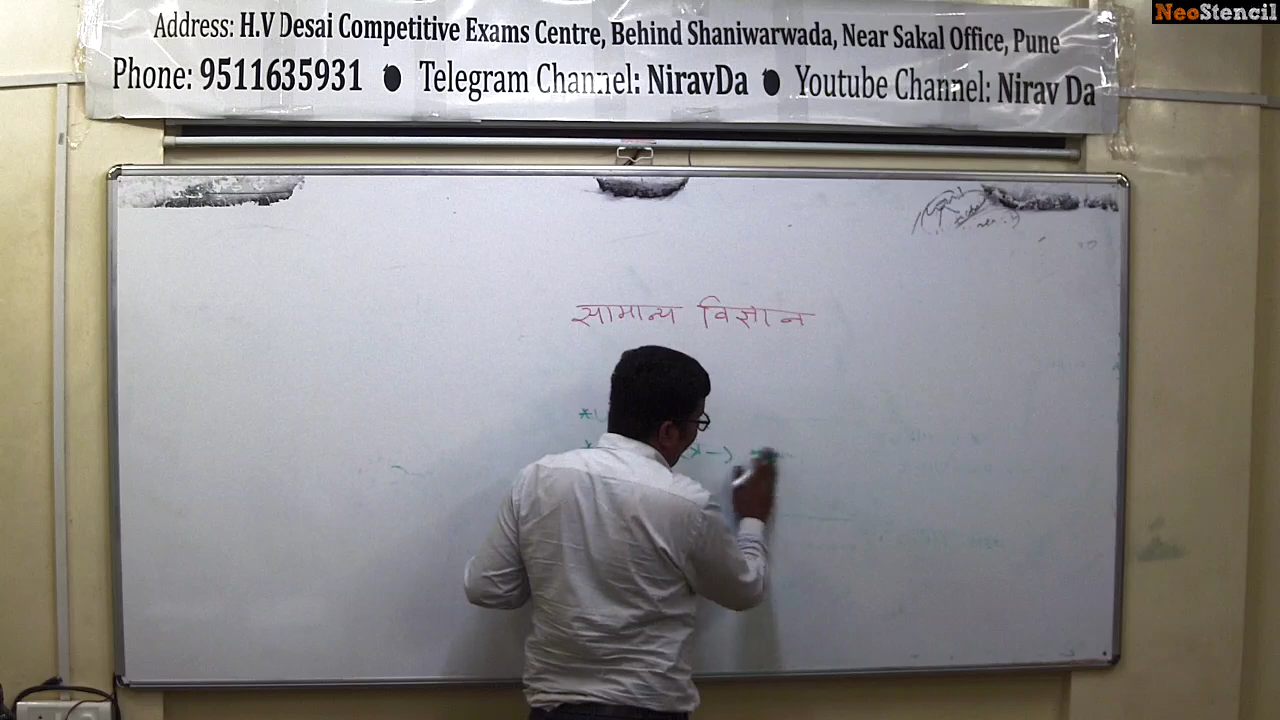 NeoStencil
Address: H.V Desai Competitive Exams Centre, Behind Shaniwarwada, Near Sakal Office, Pune
Phone: 9511635931 ● Telegram Channel: NiravDa ● Youtube Channel: Nirav Da
सामान्य विज्ञान